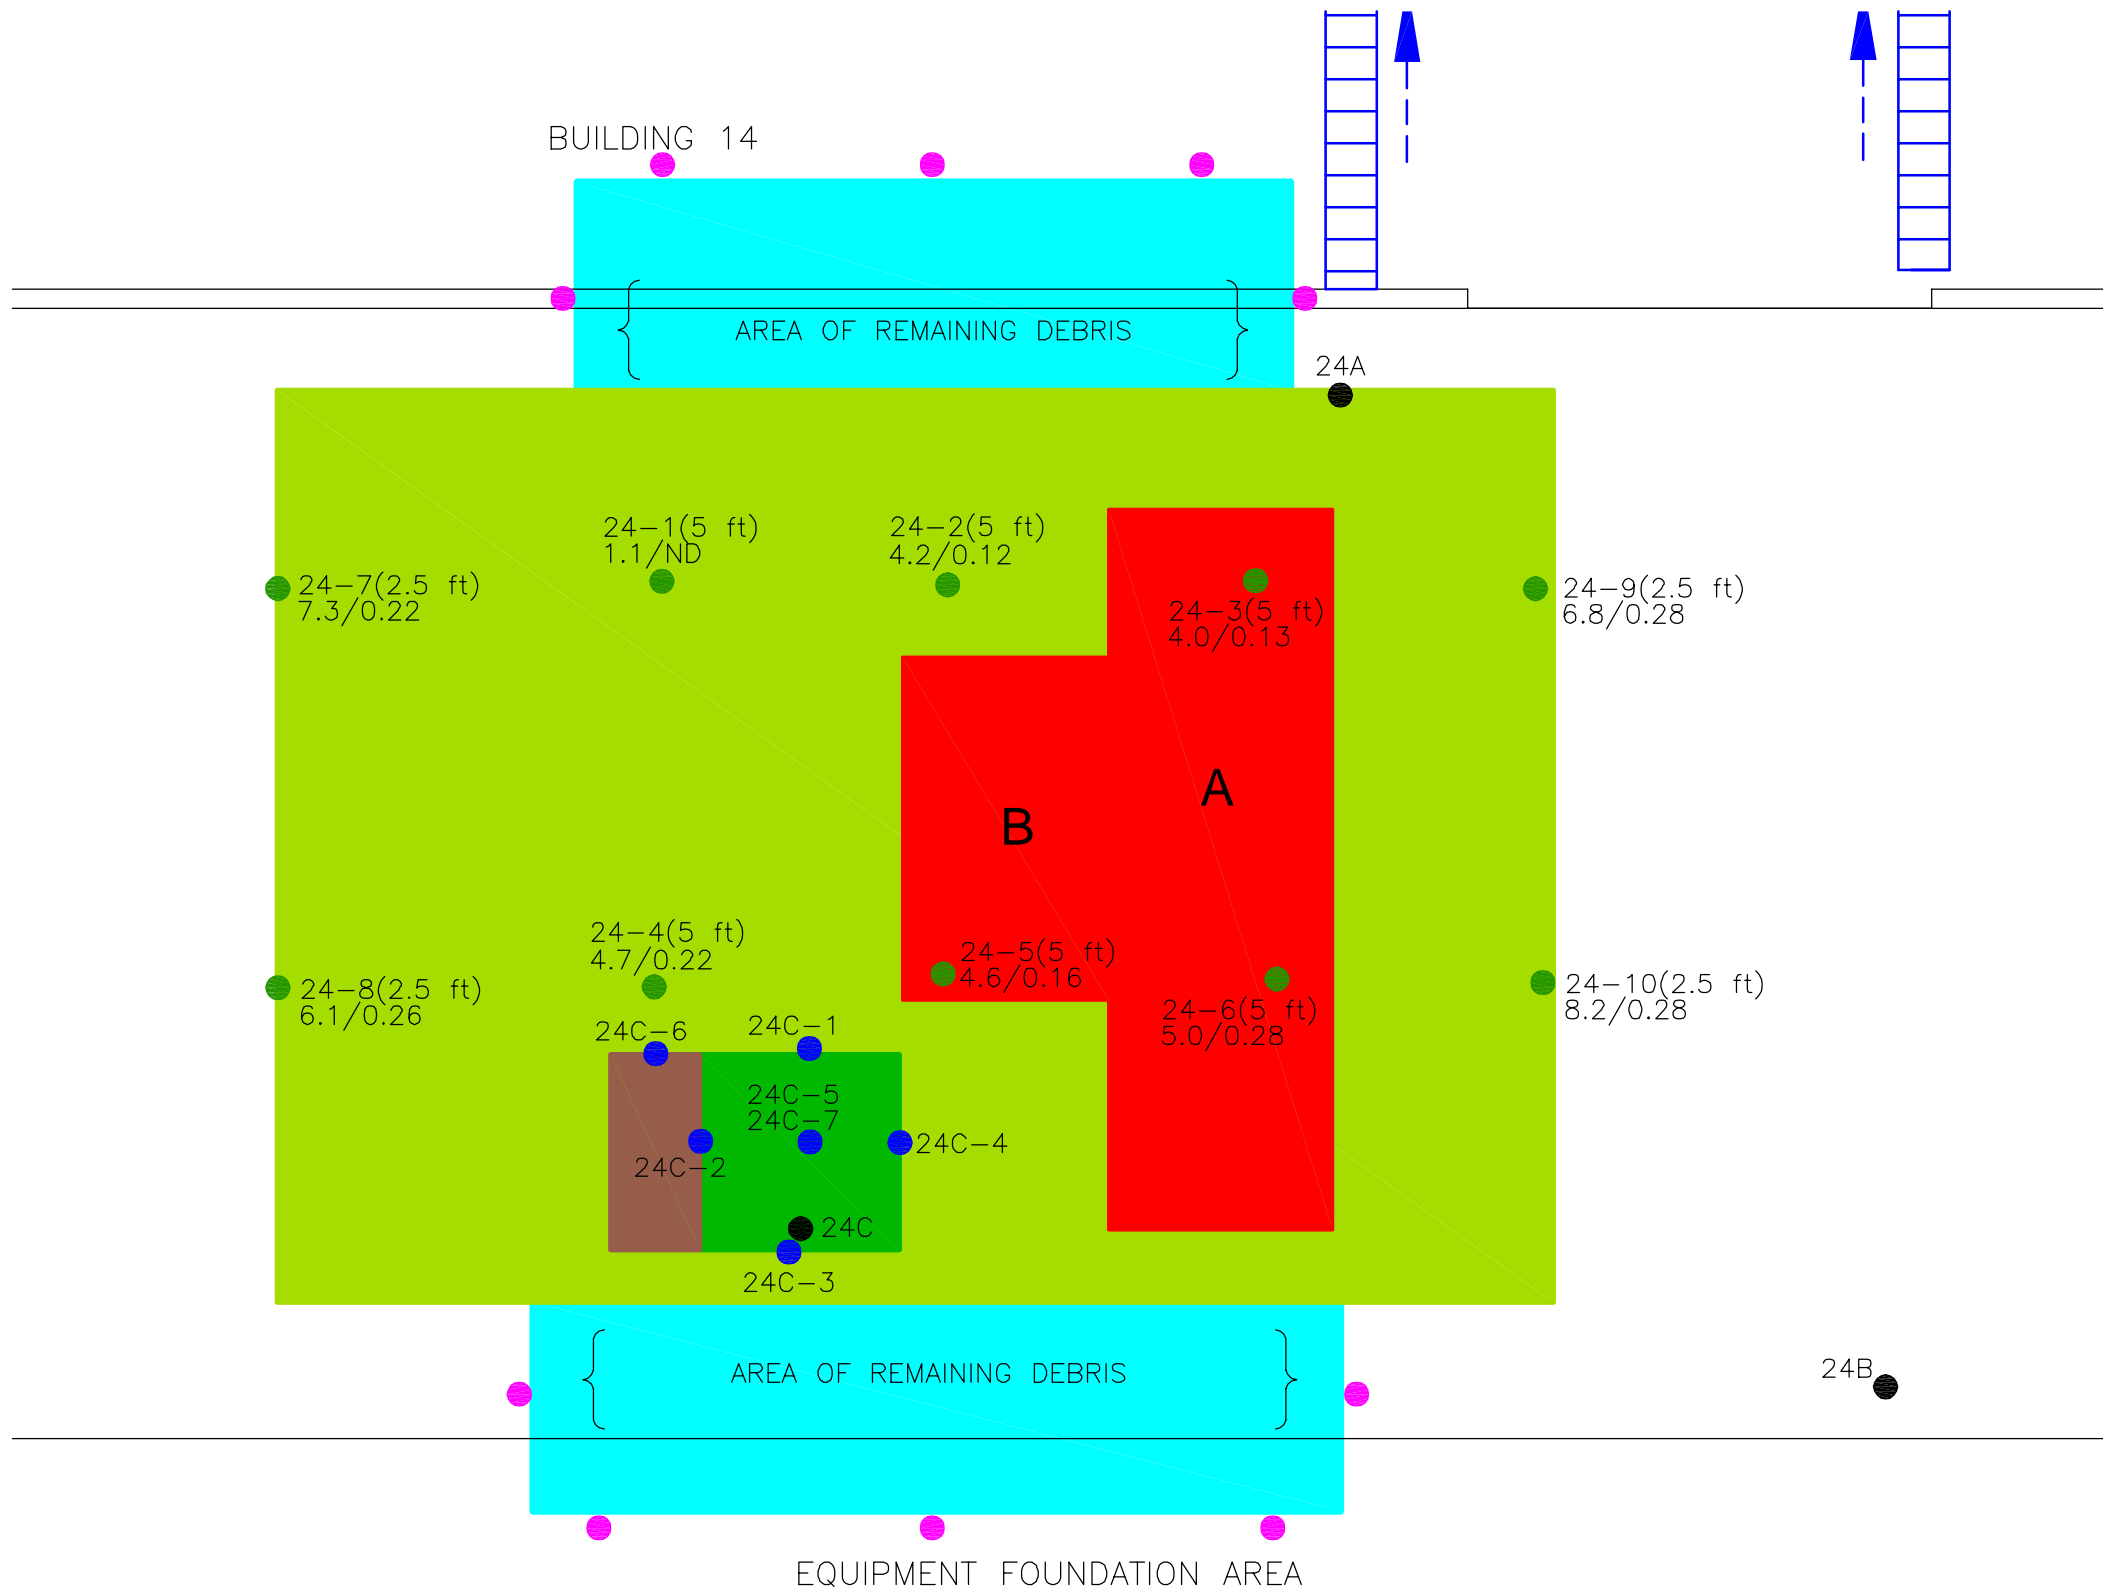 BUILDING 14
AREA OF REMAINING DEBRIS
24A
24-1(5 ft)
1.1/ND
24-2(5 ft)
4.2/0.12
24-7(2.5 ft)
7.3/0.22
24-3(5 ft)
4.0/0.13
24-9(2.5 ft)
6.8/0.28
A
B
24-4(5 ft)
4.7/0.22
24-5(5 ft)
4.6/0.16
24-8(2.5 ft)
6.1/0.26
24-6(5 ft)
5.0/0.28
24-10(2.5 ft)
8.2/0.28
24C-6
24C-1
24C-5
24C-7
24C-4
24C-2
24C
24C-3
AREA OF REMAINING DEBRIS
24B
EQUIPMENT FOUNDATION AREA